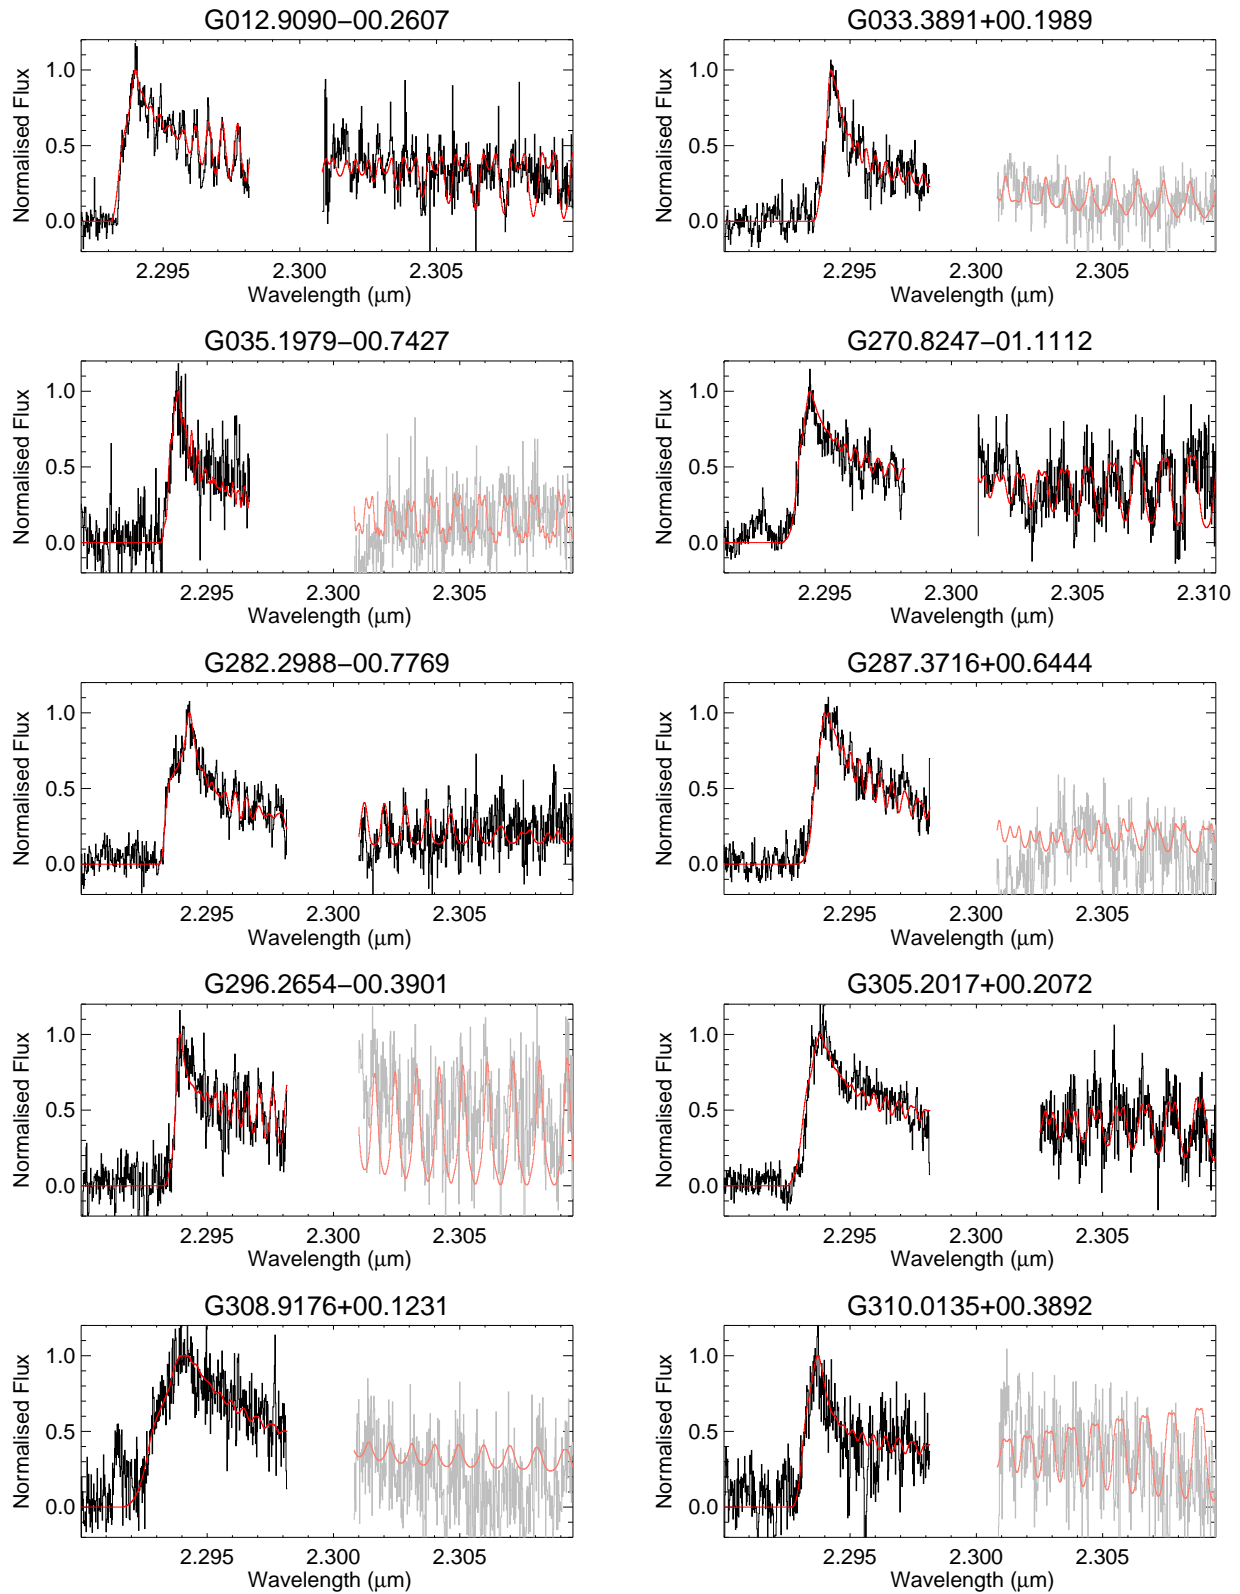 G012.9090−00.2607
G033.3891+00.1989
Normalised Flux
1.0
0.5
0.0
2.295
2.300
2.305
Wavelength (μm)
Normalised Flux
1.0
0.5
0.0
2.295
2.300
2.305
Wavelength (μm)
G035.1979−00.7427
G270.8247−01.1112
Normalised Flux
1.0
0.5
0.0
2.295
2.300
2.305
Wavelength (μm)
Normalised Flux
1.0
0.5
0.0
2.295
2.300
2.305
2.310
Wavelength (μm)
G282.2988−00.7769
G287.3716+00.6444
Normalised Flux
1.0
0.5
0.0
2.295
2.300
2.305
Wavelength (μm)
Normalised Flux
1.0
0.5
0.0
2.295
2.300
2.305
Wavelength (μm)
G296.2654−00.3901
G305.2017+00.2072
Normalised Flux
1.0
0.5
0.0
2.295
2.300
2.305
Wavelength (μm)
Normalised Flux
1.0
0.5
0.0
2.295
2.300
2.305
Wavelength (μm)
G308.9176+00.1231
G310.0135+00.3892
Normalised Flux
1.0
0.5
0.0
2.295
2.300
2.305
Wavelength (μm)
Normalised Flux
1.0
0.5
0.0
2.295
2.300
2.305
Wavelength (μm)